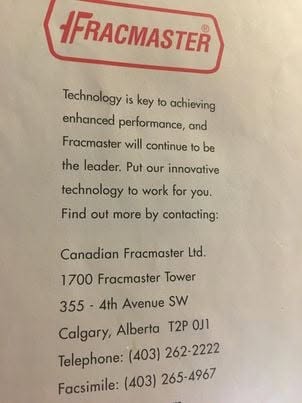 FRACMASTER®
Technology is key to achieving
enhanced performance, and
Fracmaster will continue to be
the leader. Put our innovative
technology to work for you.
Find out more by contacting:
Canadian Fracmaster Ltd.
1700 Fracmaster Tower
355 - 4th Avenue SW
Calgary, Alberta T2P 0J1
Telephone: (403) 262-2222
Facsimile: (403) 265-4967